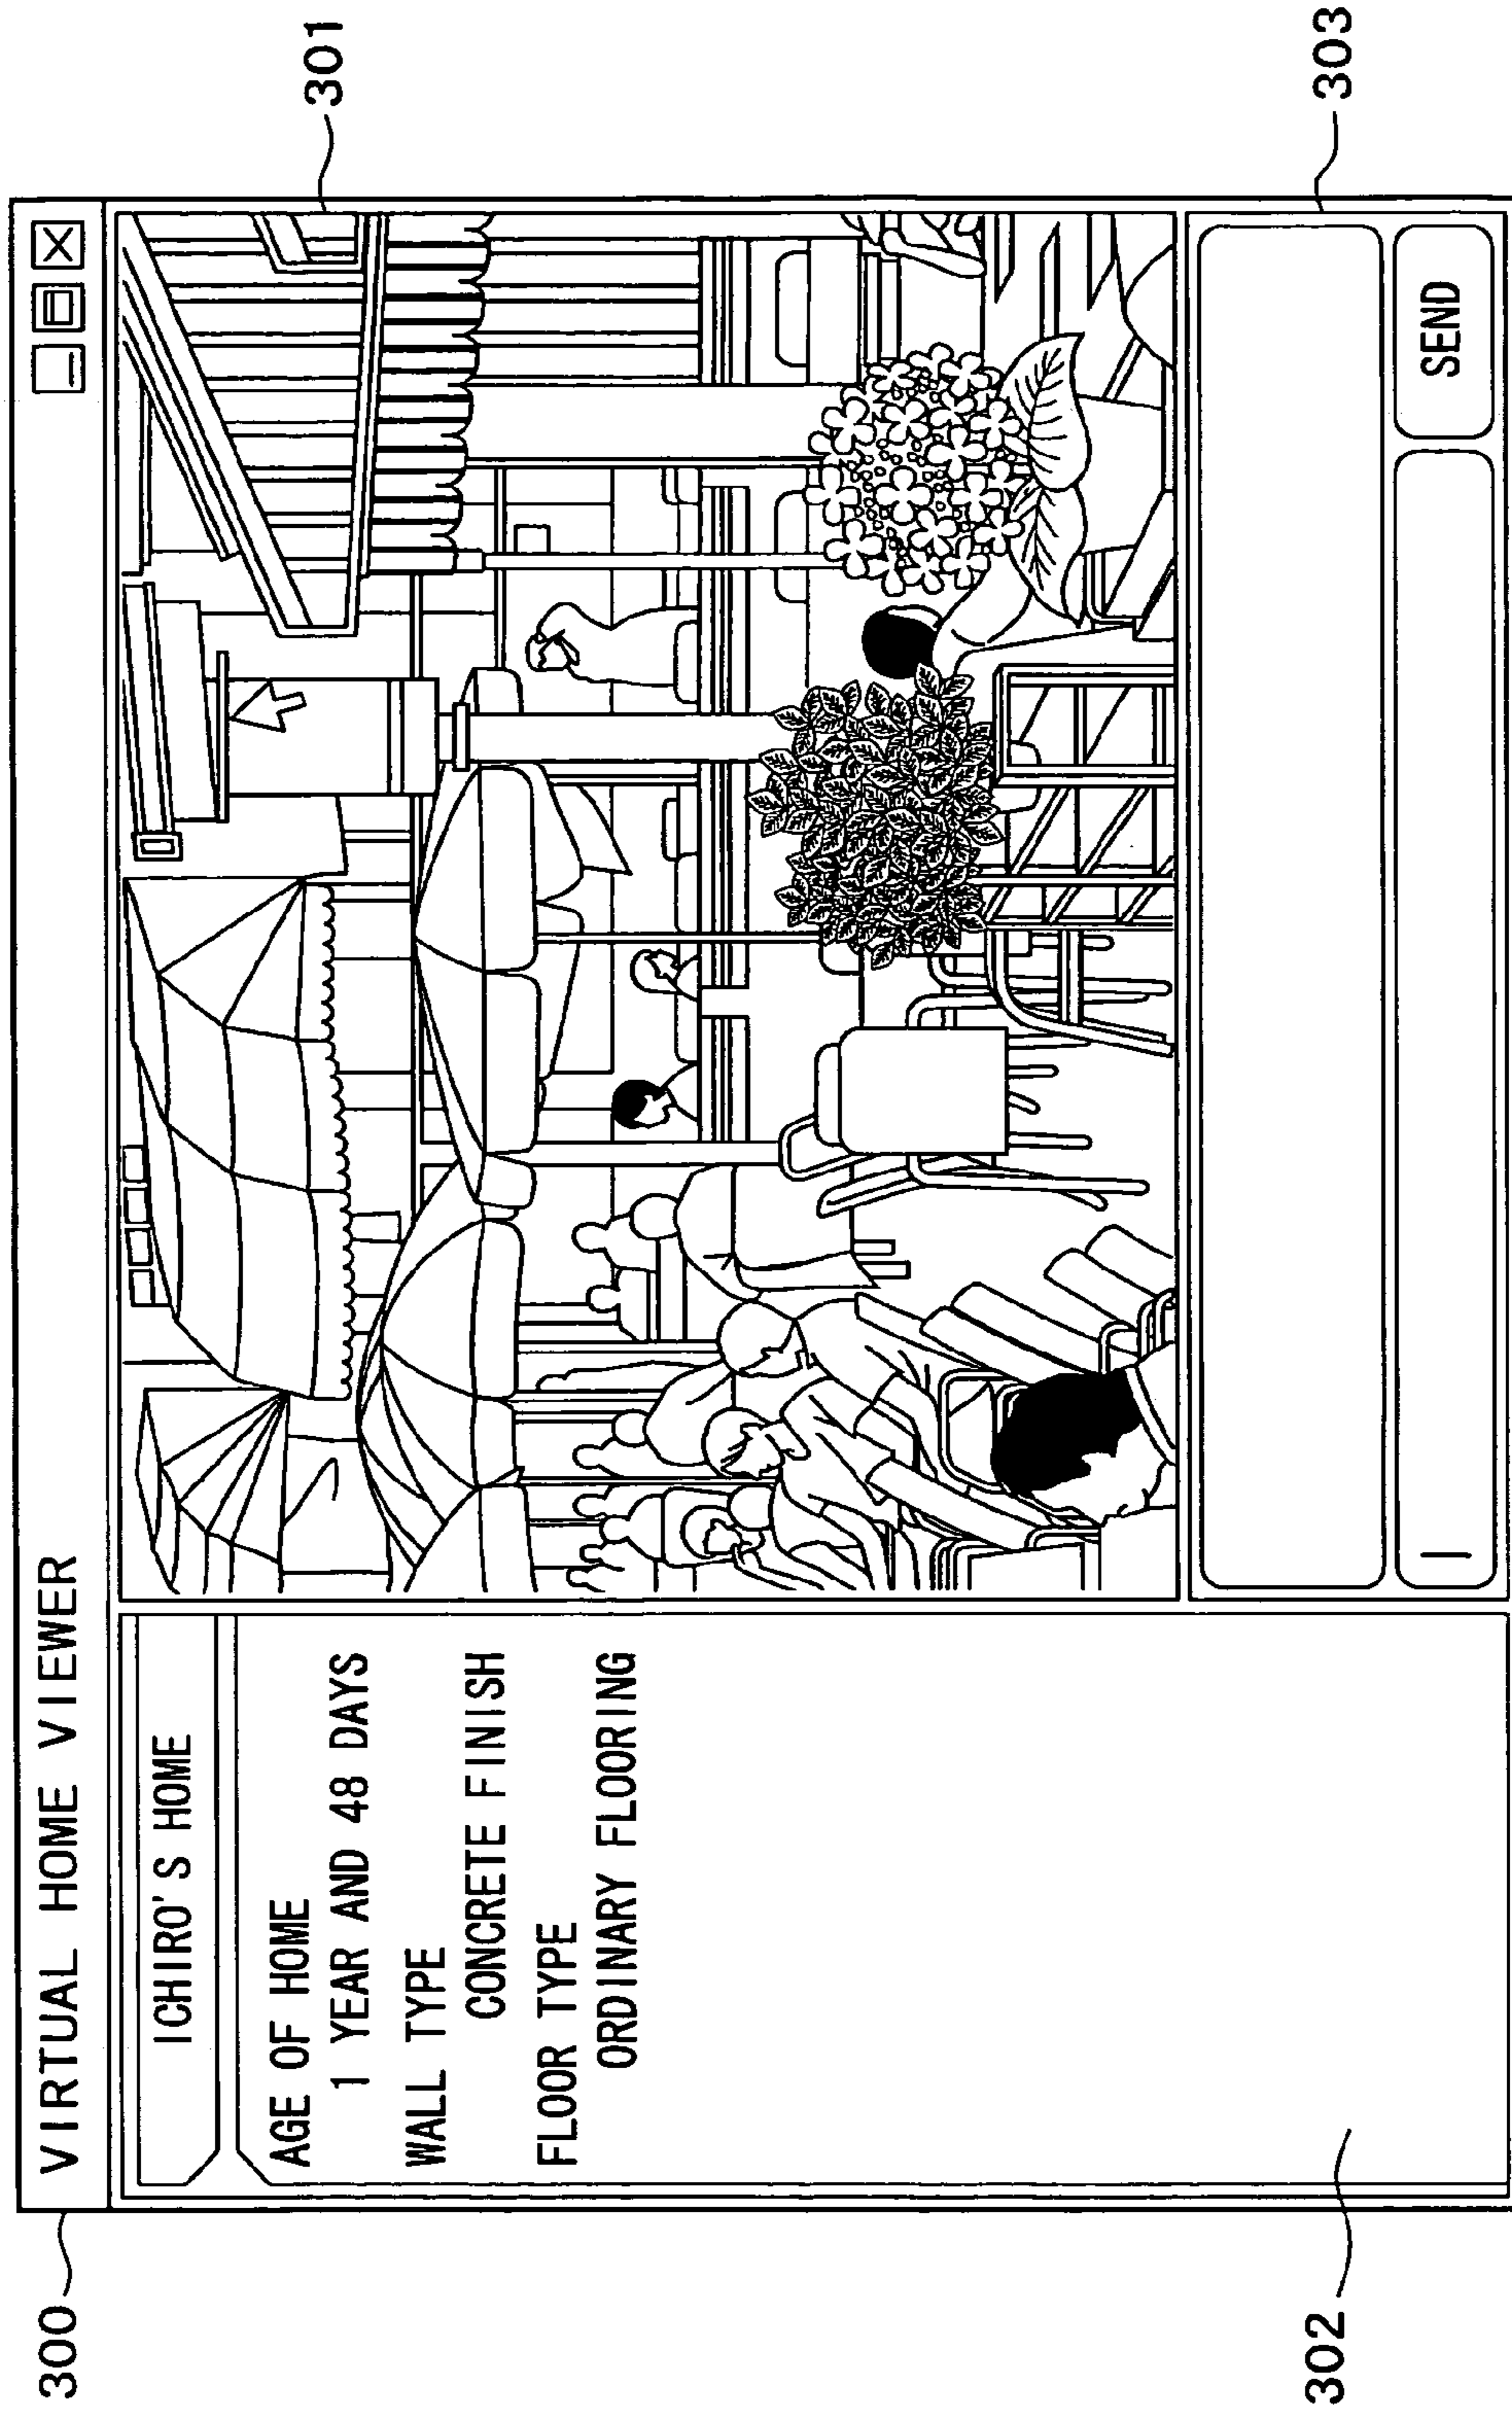 300
VIRTUAL HOME VIEWER
301
ICHIRO'S HOME
AGE OF HOME
1 YEAR AND 48 DAYS
WALL TYPE
CONCRETE FINISH
FLOOR TYPE
ORDINARY FLOORING
302
303
SEND